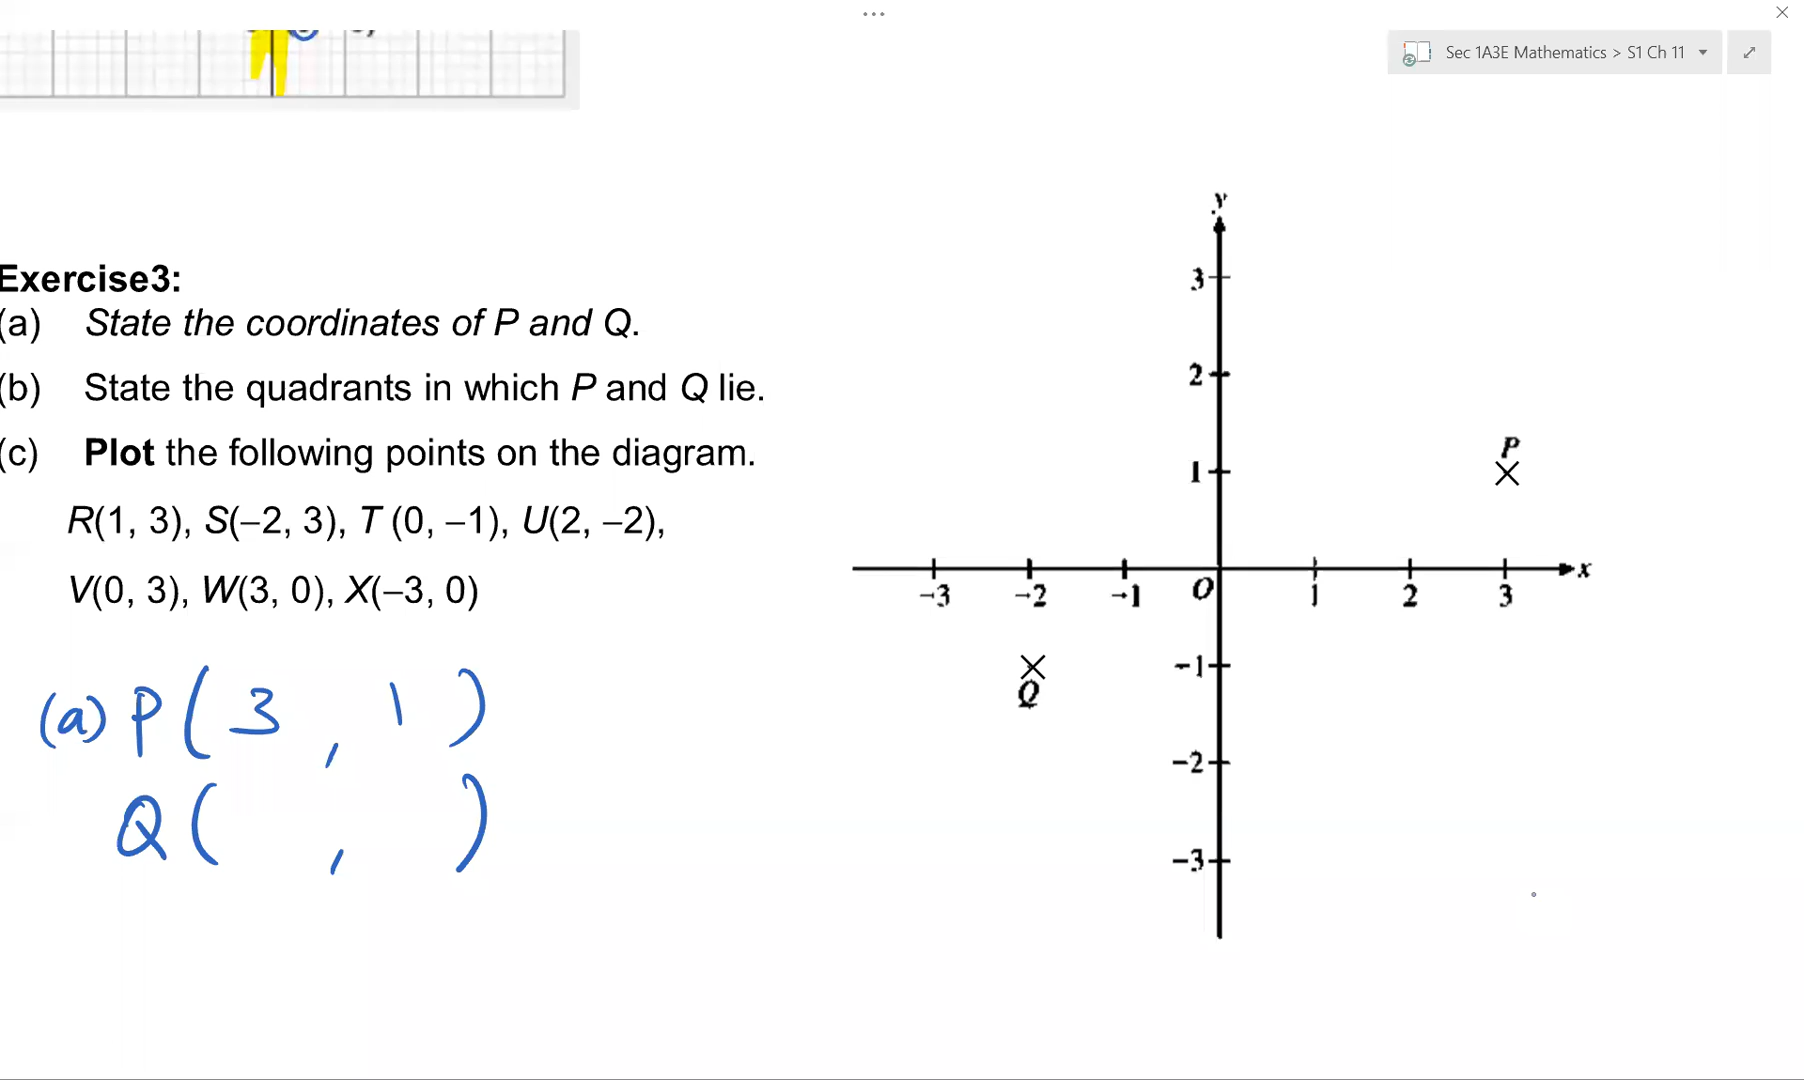 Sec 1A3E Mathematics > S1 Ch 11
Exercise3:
(a) State the coordinates of P and Q.
(b) State the quadrants in which P and Q lie.
(c) Plot the following points on the diagram.
R(1, 3), S(–2, 3), T (0, –1), U(2, –2),
V(0, 3), W(3, 0), X(–3, 0)
(a) P ( 3 , 1 )
Q ( , )
y
3
2
1
P
x
–3 –2 –1 O 1 2 3
–1
Q
–2
–3